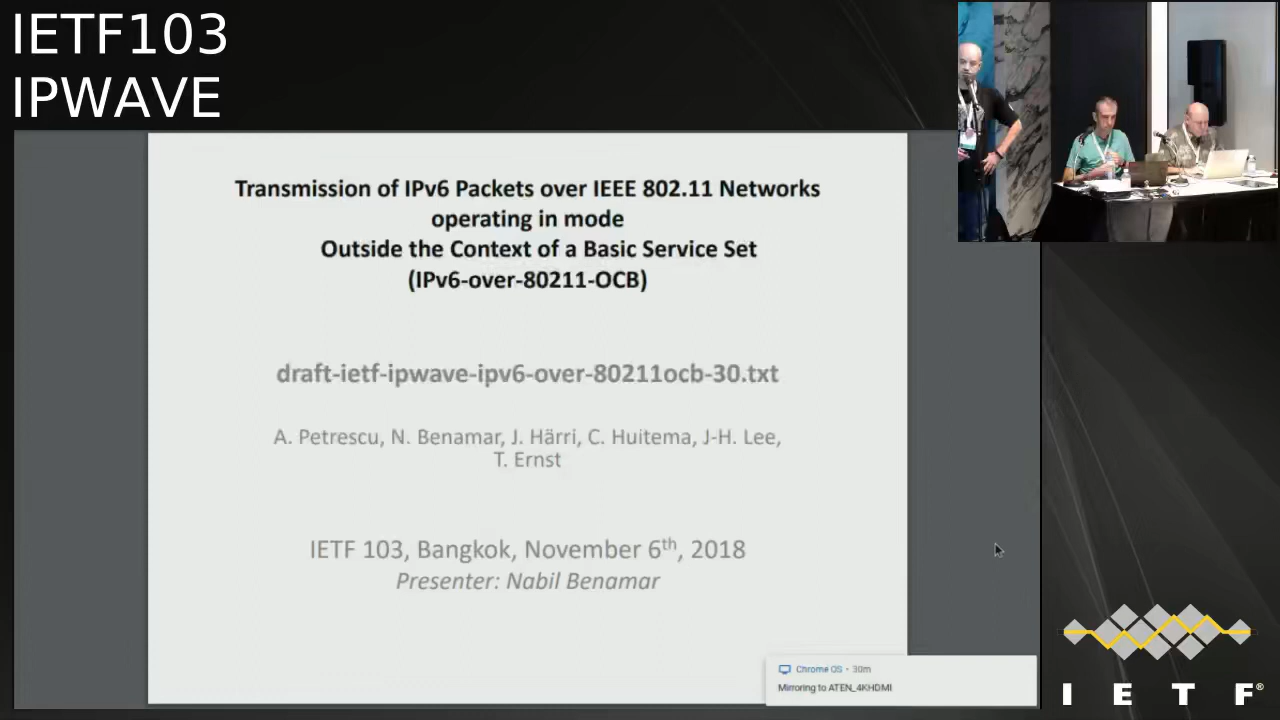 IETF103
IPWAVE
Transmission of IPv6 Packets over IEEE 802.11 Networks
operating in mode
Outside the Context of a Basic Service Set
(IPv6-over-80211-OCB)
draft-ietf-ipwave-ipv6-over-80211ocb-30.txt
A. Petrescu, N. Benamar, J. Härri, C. Huitema, J-H. Lee,
T. Ernst
IETF 103, Bangkok, November 6th, 2018
Presenter: Nabil Benamar
Chrome OS • 30m
Mirroring to ATEN_4KHDMI
I E T F®